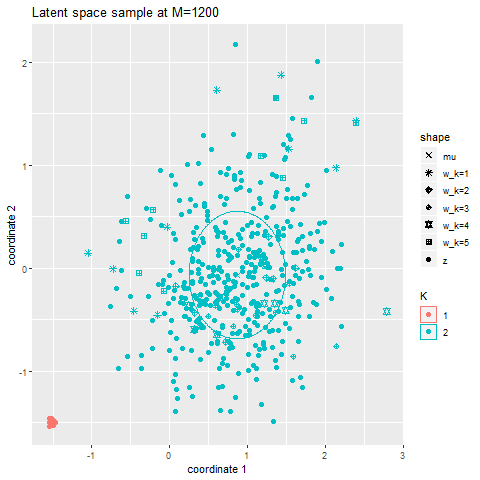 Latent space sample at M=1200
coordinate 2
2
1
0
-1
-1
0
1
2
3
coordinate 1
shape
mu
w_k=1
w_k=2
w_k=3
w_k=4
w_k=5
z
K
1
2